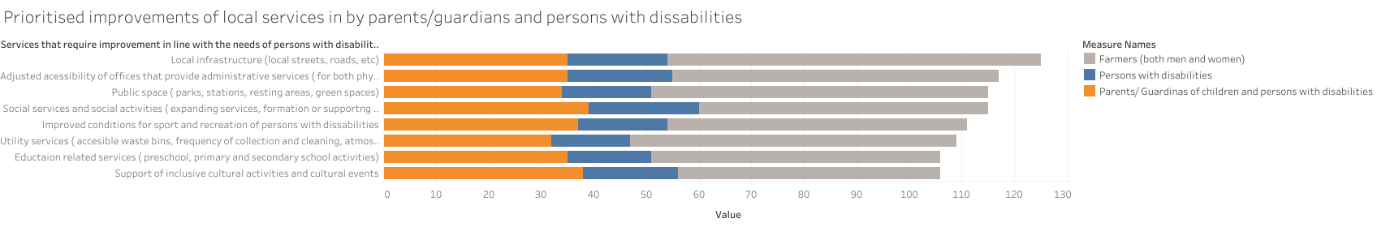 Prioritised improvements of local services in by parents/guardians and persons with dissabilities
Services that require improvement in line with the needs of persons with disabilit..
Measure Names
Local infrastructure (local streets, roads, etc)
Farmers (both men and women)
Adjusted acessibility of offices that provide administrative services ( for both phy..
Persons with disabilities
Public space ( parks, stations, resting areas, green spaces)
Parents/ Guardinas of children and persons with disabilities
Social services and social activities ( expanding services, formation or supportng ..
Improved conditions for sport and recreation of persons with disabilities
Utility services ( accesible waste bins, frequency of collection and cleaning, atmos..
Eductaion related services ( preschool, primary and secondary school activities)
Support of inclusive cultural activities and cultural events
0 10 20 30 40 50 60 70 80 90 100 110 120 130
Value